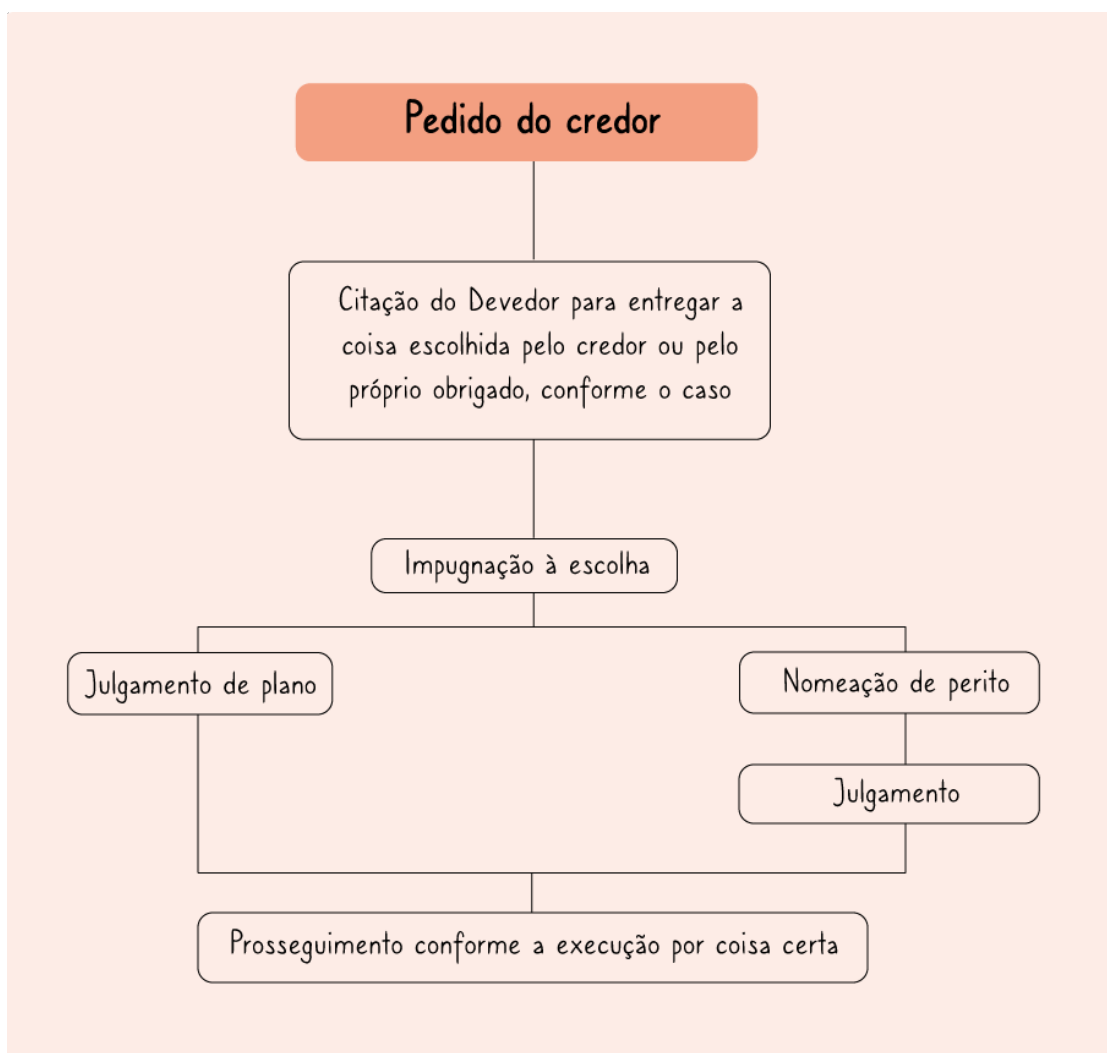 Pedido do credor
Citação do Devedor para entregar a
coisa escolhida pelo credor ou pelo
próprio obrigado, conforme o caso
Impugnação à escolha
Julgamento de plano
Nomeação de perito
Julgamento
Prosseguimento conforme a execução por coisa certa